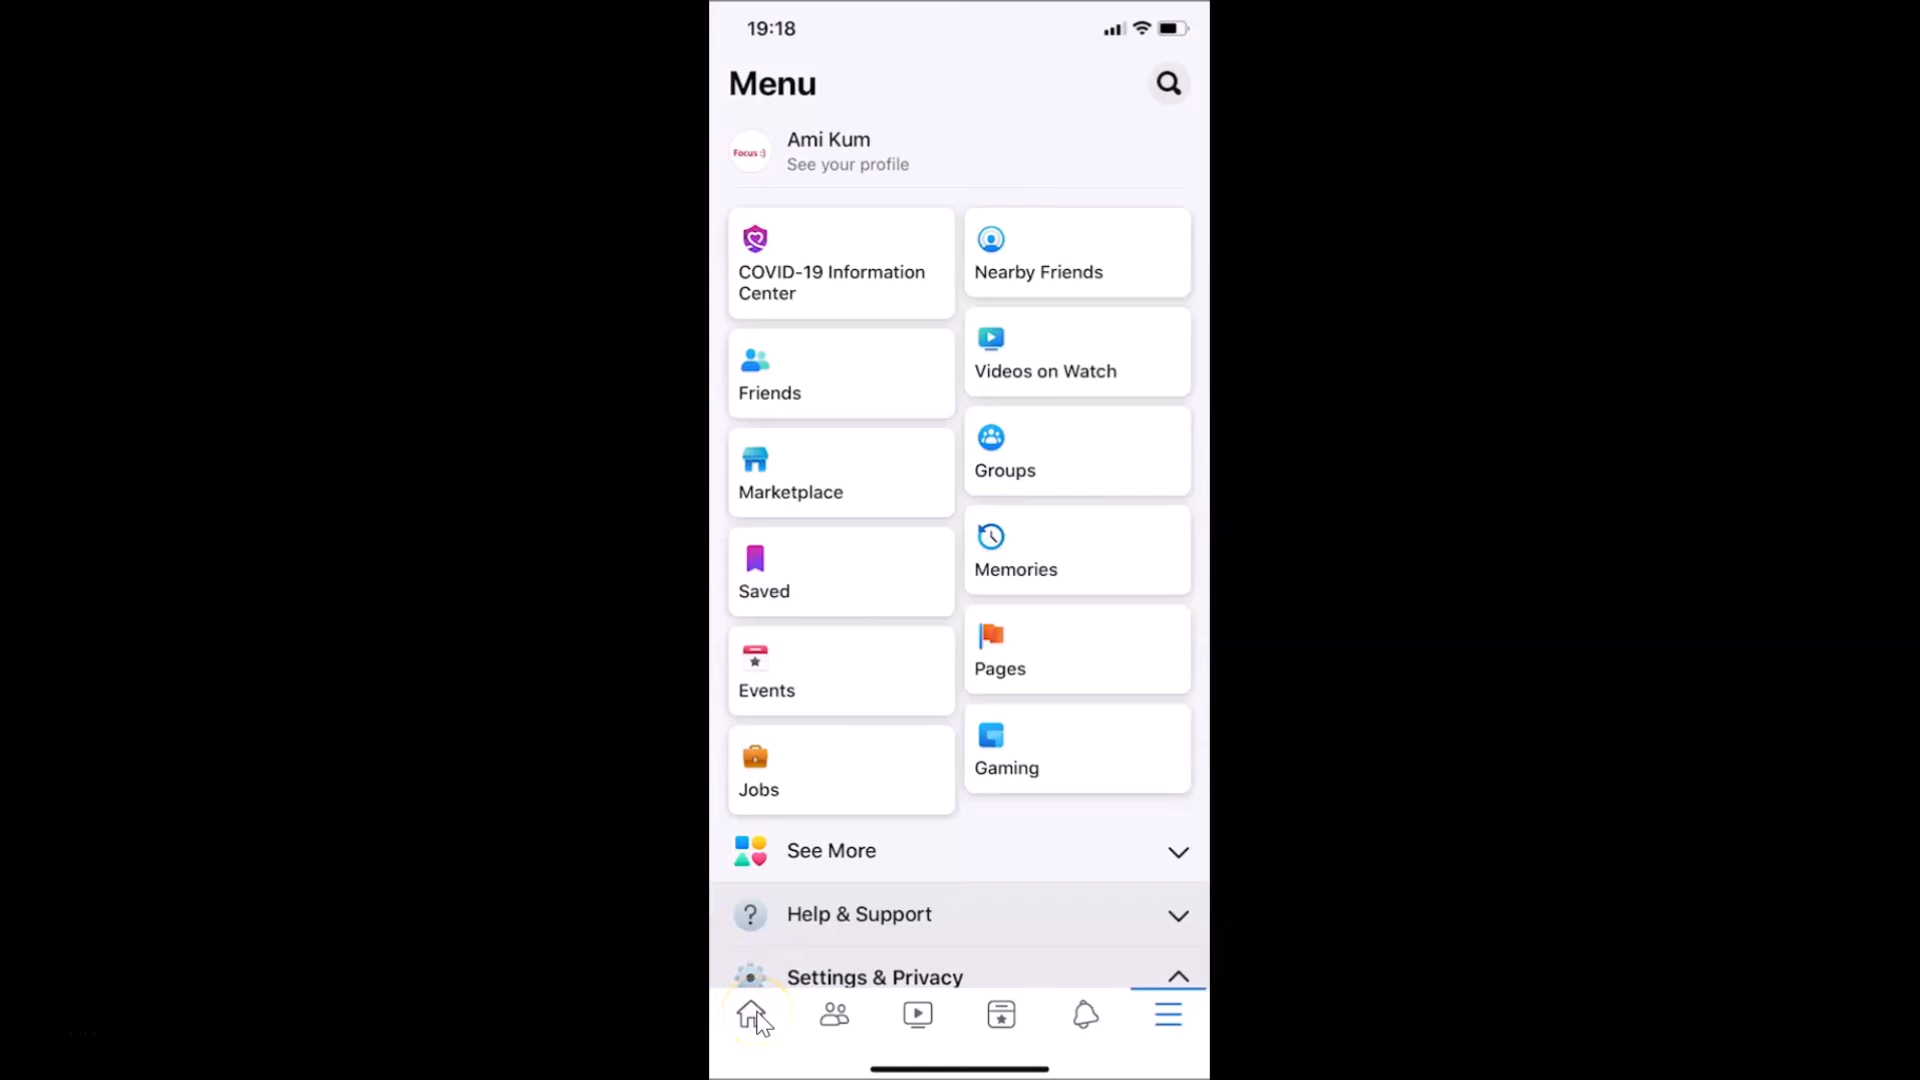 19:18
Menu
Focus :)
Ami Kum
See your profile
COVID-19 Information
Center
Nearby Friends
Friends
Videos on Watch
Marketplace
Groups
Saved
Memories
Events
Pages
Jobs
Gaming
See More
?
Help & Support
Settings & Privacy